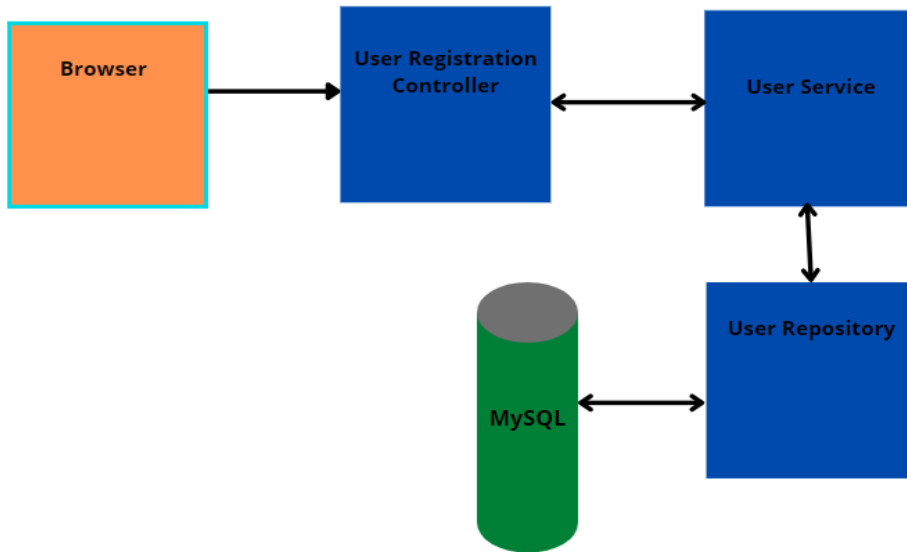 Browser
User Registration
Controller
User Service
User Repository
MySQL